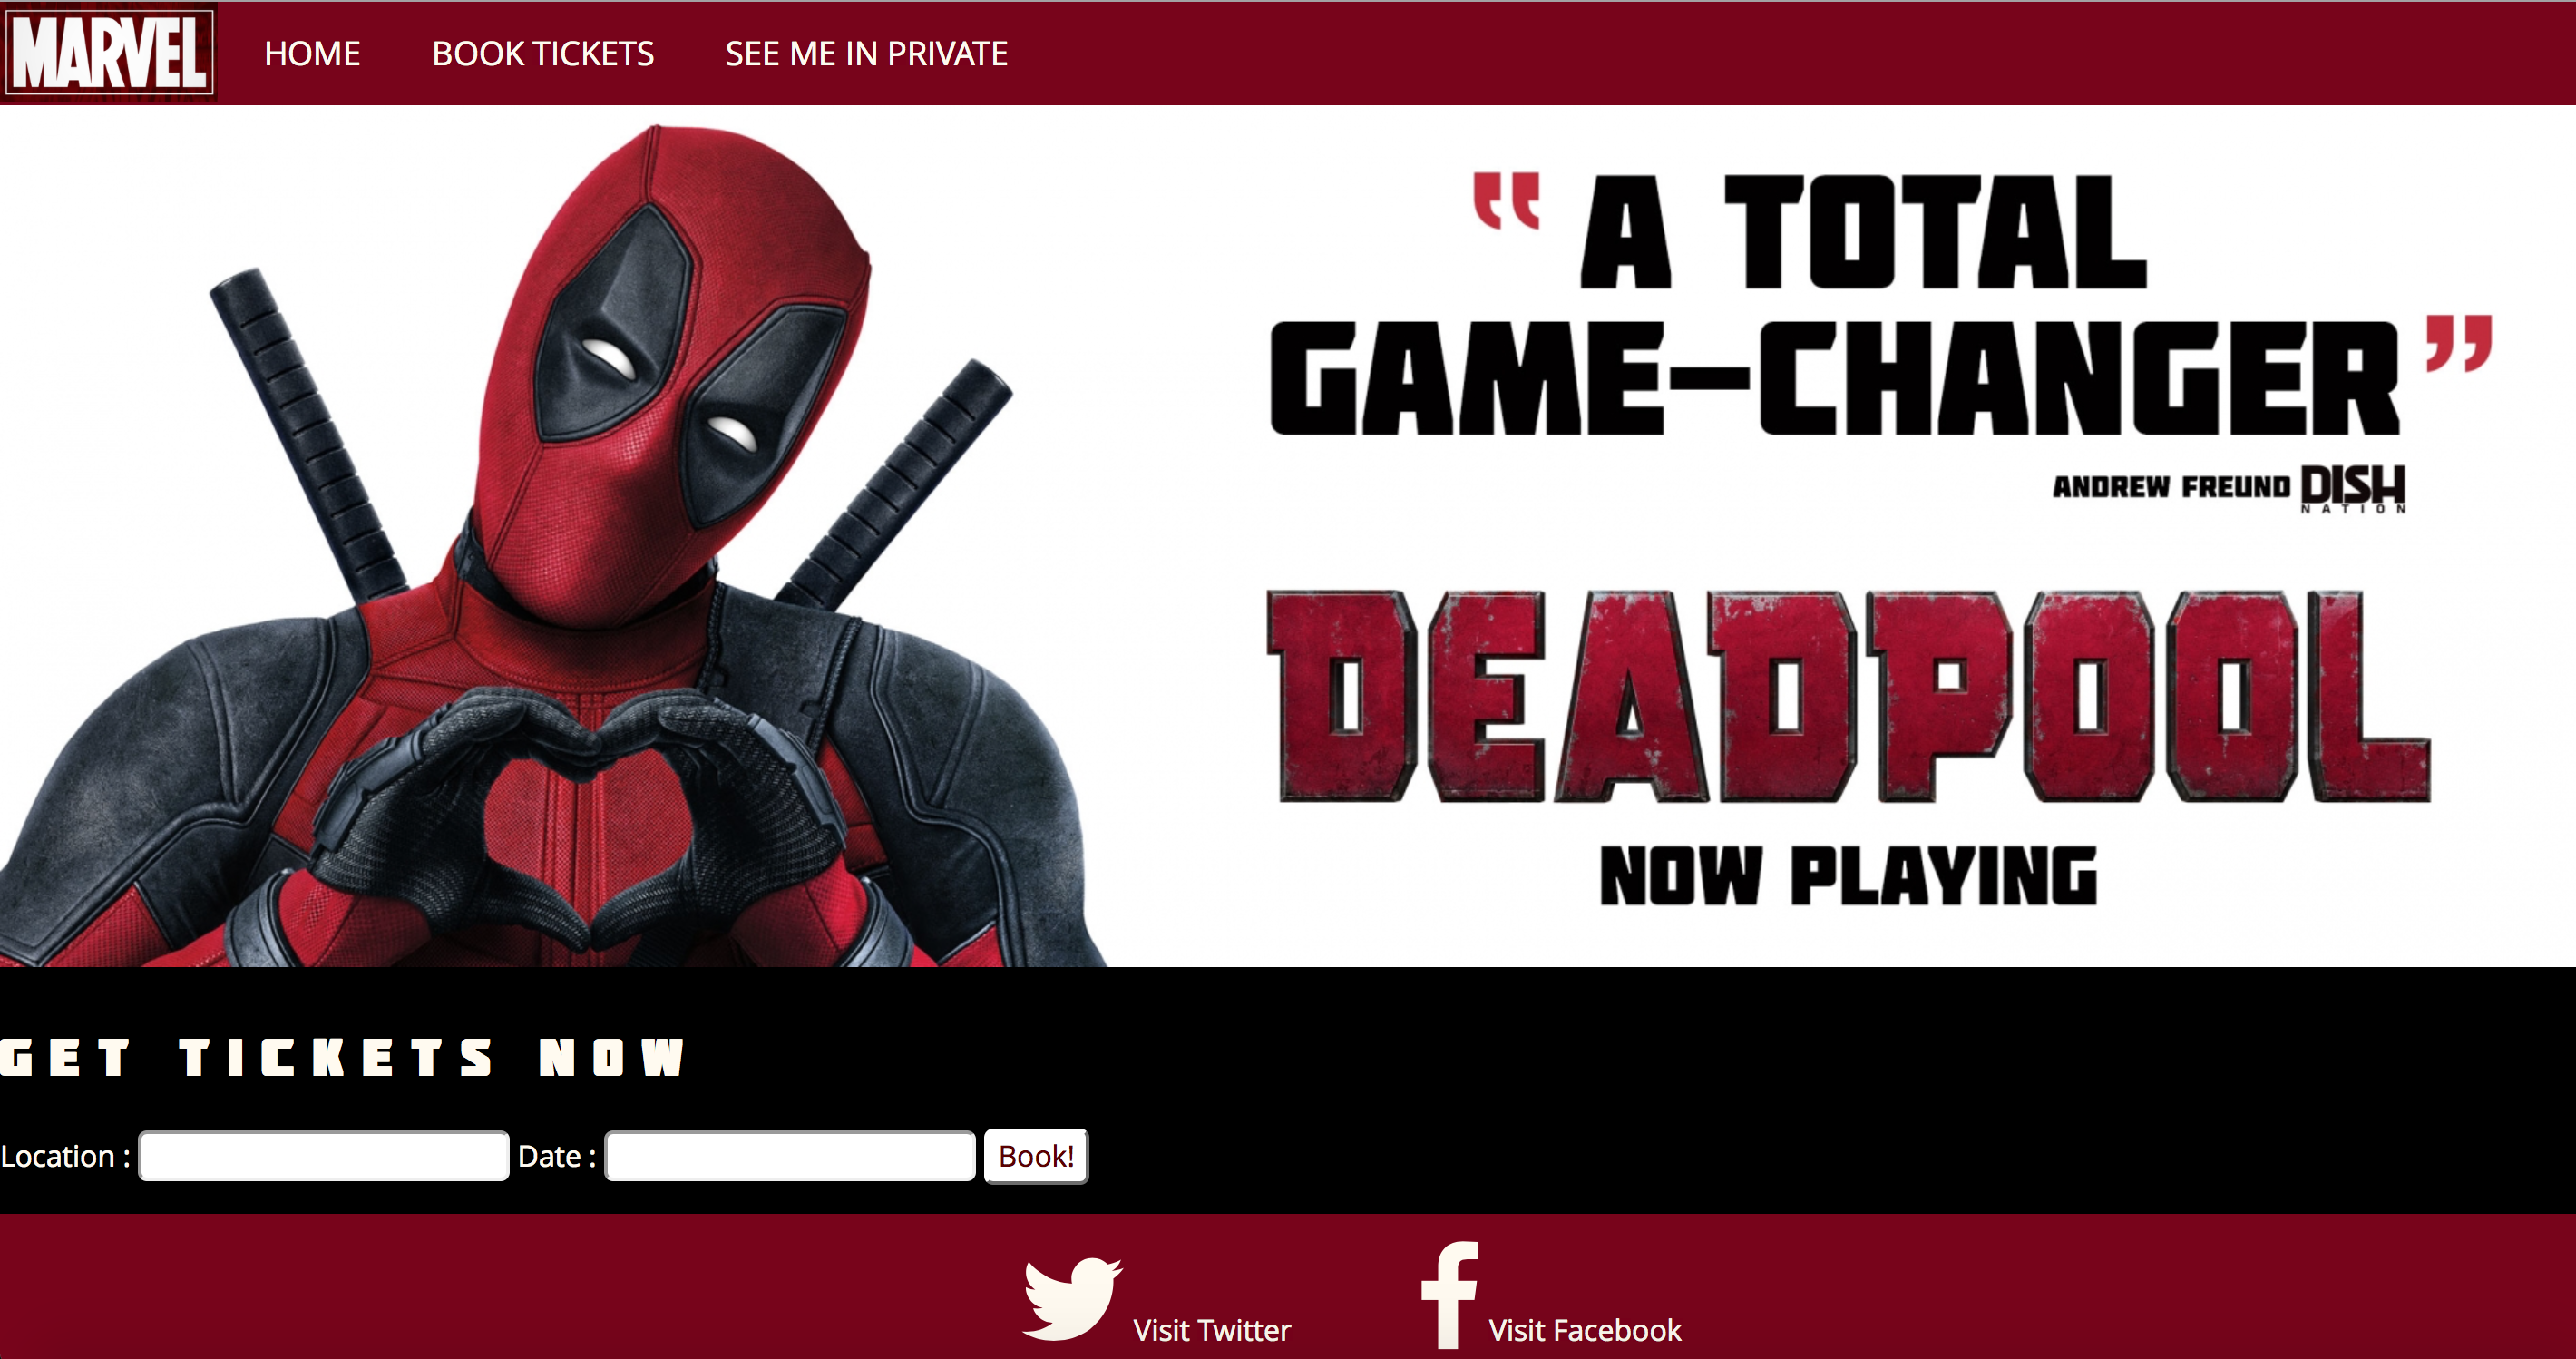 MARVEL
HOME BOOK TICKETS SEE ME IN PRIVATE
“A TOTAL
GAME-CHANGER”
ANDREW FREUND DISH
NATION
DEADPOOL
NOW PLAYING
GET TICKETS NOW
Location : Date : Book!
Visit Twitter Visit Facebook